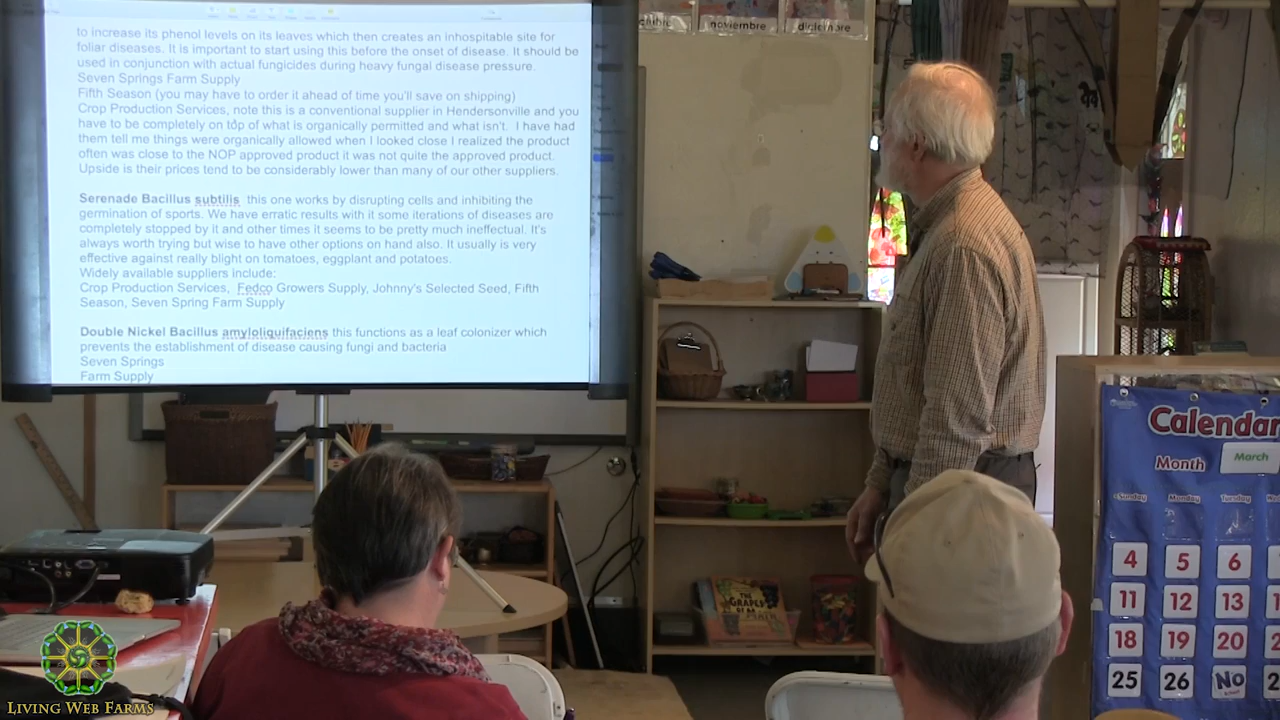 to increase its phenol levels on its leaves which then creates an inhospitable site for
foliar diseases. It is important to start using this before the onset of disease. It should be
used in conjunction with actual fungicides during heavy fungal disease pressure.
Seven Springs Farm Supply
Fifth Season (you may have to order it ahead of time you'll save on shipping)
Crop Production Services, note this is a conventional supplier in Hendersonville and you
have to be completely on top of what is organically permitted and what isn't. I have had
them tell me things were organically allowed when I looked close I realized the product
often was close to the NOP approved product it was not quite the approved product.
Upside is their prices tend to be considerably lower than many of our other suppliers.
Serenade Bacillus subtilis this one works by disrupting cells and inhibiting the
germination of sports. We have erratic results with it some iterations of diseases are
completely stopped by it and other times it seems to be pretty much ineffectual. It's
always worth trying but wise to have other options on hand also. It usually is very
effective against really blight on tomatoes, eggplant and potatoes.
Widely available suppliers include:
Crop Production Services, Fedco Growers Supply, Johnny's Selected Seed, Fifth
Season, Seven Spring Farm Supply
Double Nickel Bacillus amyloliquifaciens this functions as a leaf colonizer which
prevents the establishment of disease causing fungi and bacteria
Seven Springs
Farm Supply
noviembre diciembre
THE
GRAPES
OF MATH
Calendar
Month March
Sunday Monday Tuesday
4 5 6
11 12 13
18 19 20
25 26 No
LIVING WEB FARMS